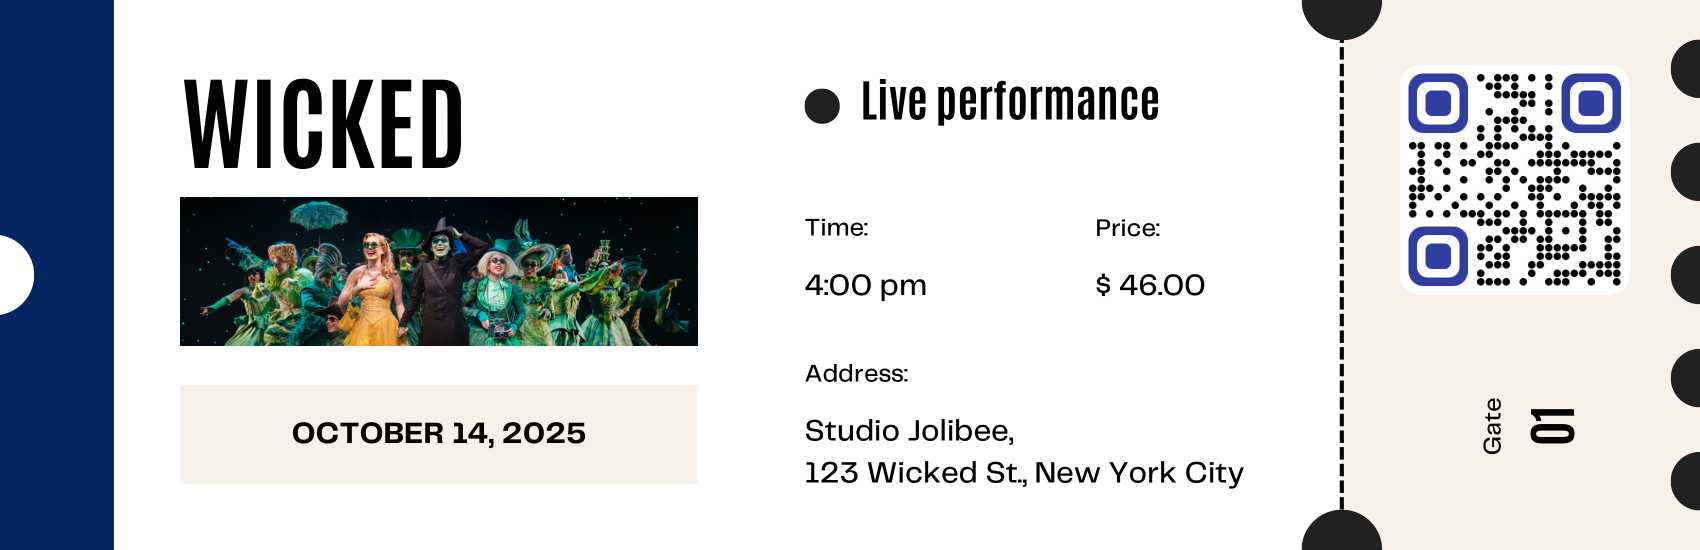 WICKED
OCTOBER 14, 2025
Live performance
Time:
4:00 pm
Price:
$ 46.00
Address:
Studio Jolibee,
123 Wicked St., New York City
Gate
01